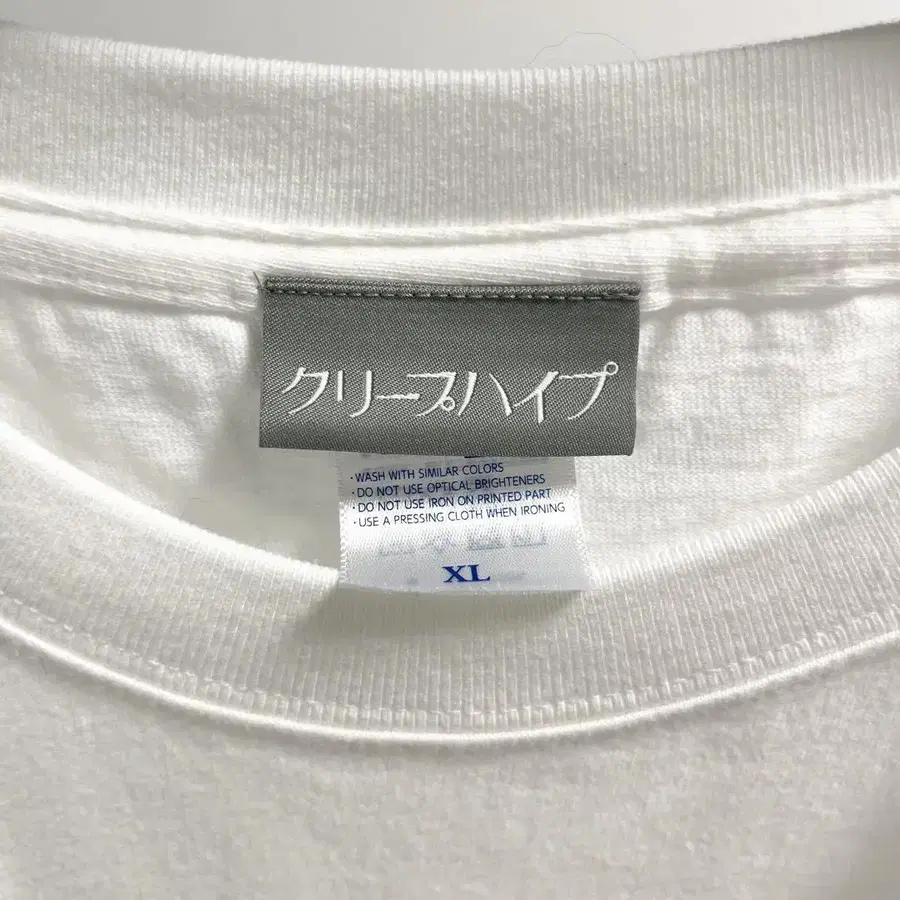 クリープハイプ
・WASH WITH SIMILAR COLORS
・DO NOT USE OPTICAL BRIGHTENERS
・DO NOT USE IRON ON PRINTED PART
・USE A PRESSING CLOTH WHEN IRONING
XL